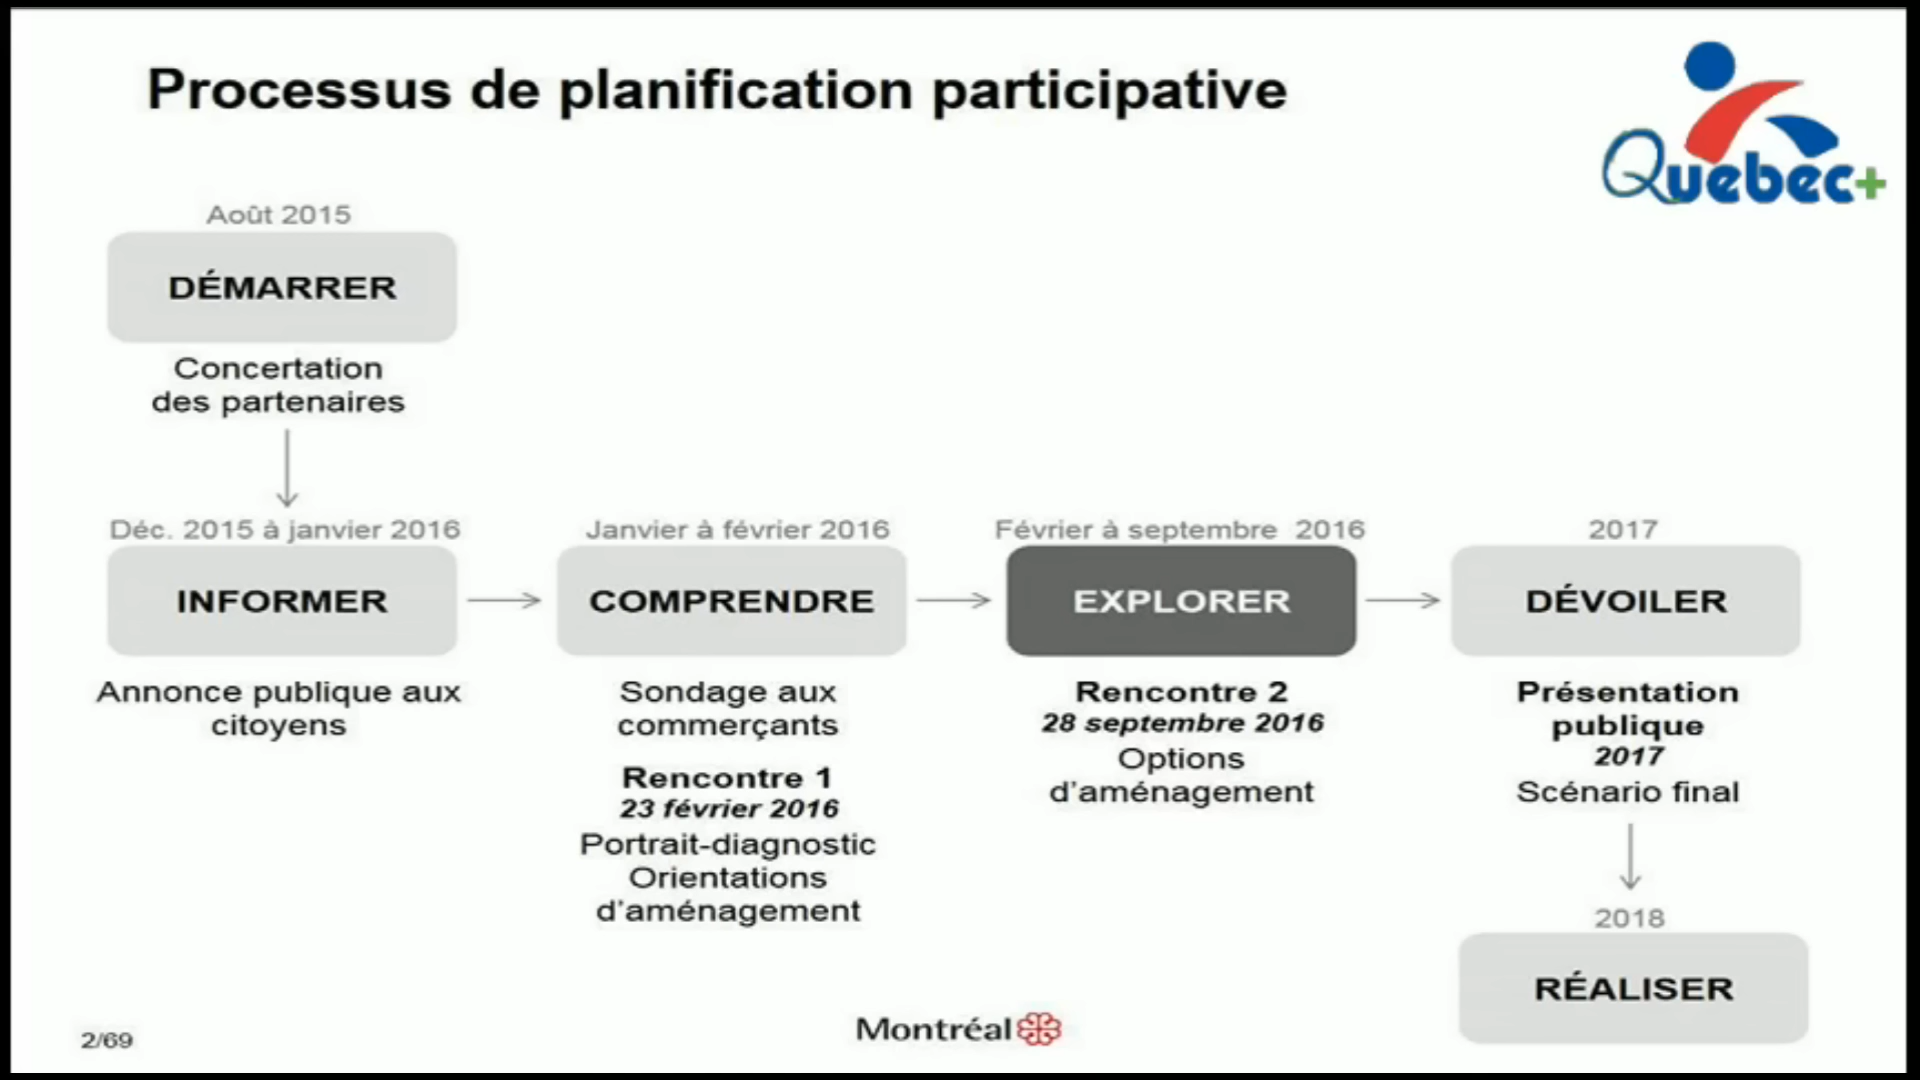 Processus de planification participative
Quebec+
Août 2015
DÉMARRER
Concertation
des partenaires
Déc. 2015 à janvier 2016
INFORMER
Annonce publique aux
citoyens
Janvier à février 2016
COMPRENDRE
Sondage aux
commerçants
Rencontre 1
23 février 2016
Portrait-diagnostic
Orientations
d'aménagement
Février à septembre 2016
EXPLORER
Rencontre 2
28 septembre 2016
Options
d'aménagement
2017
DÉVOILER
Présentation
publique
2017
Scénario final
2018
RÉALISER
2/69
Montréal